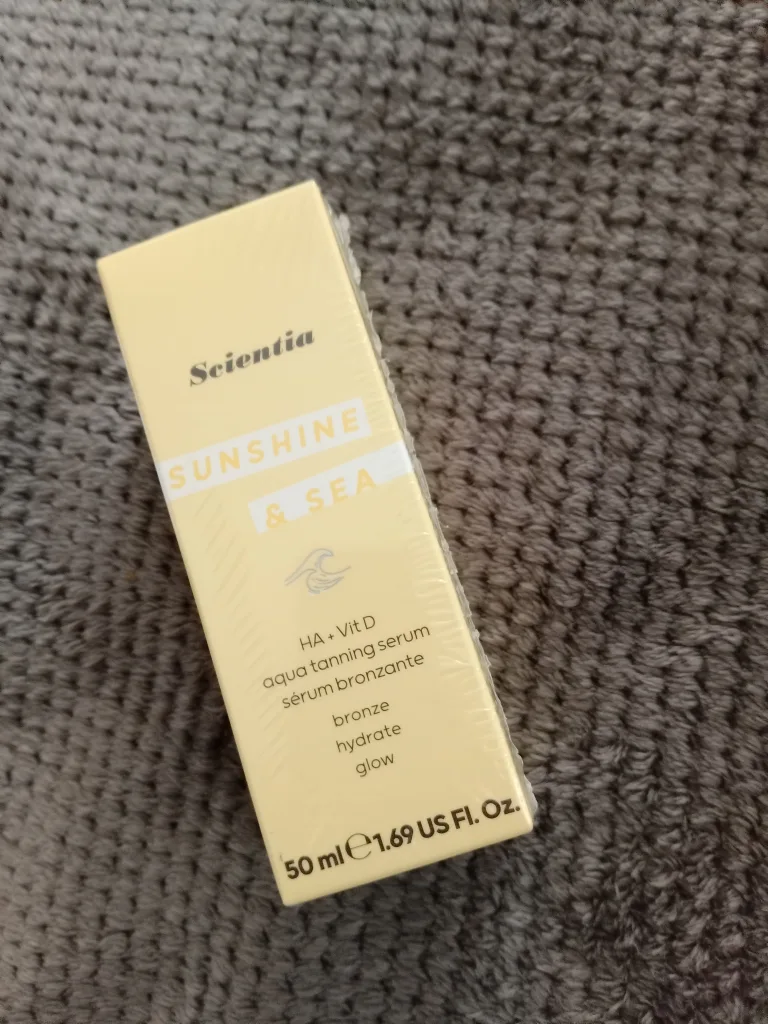 Scientia
SUNSHINE
& SEA
HA + Vit D
aqua tanning serum
sérum bronzante
bronze
hydrate
glow
50 ml ℮ 1.69 US Fl. Oz.